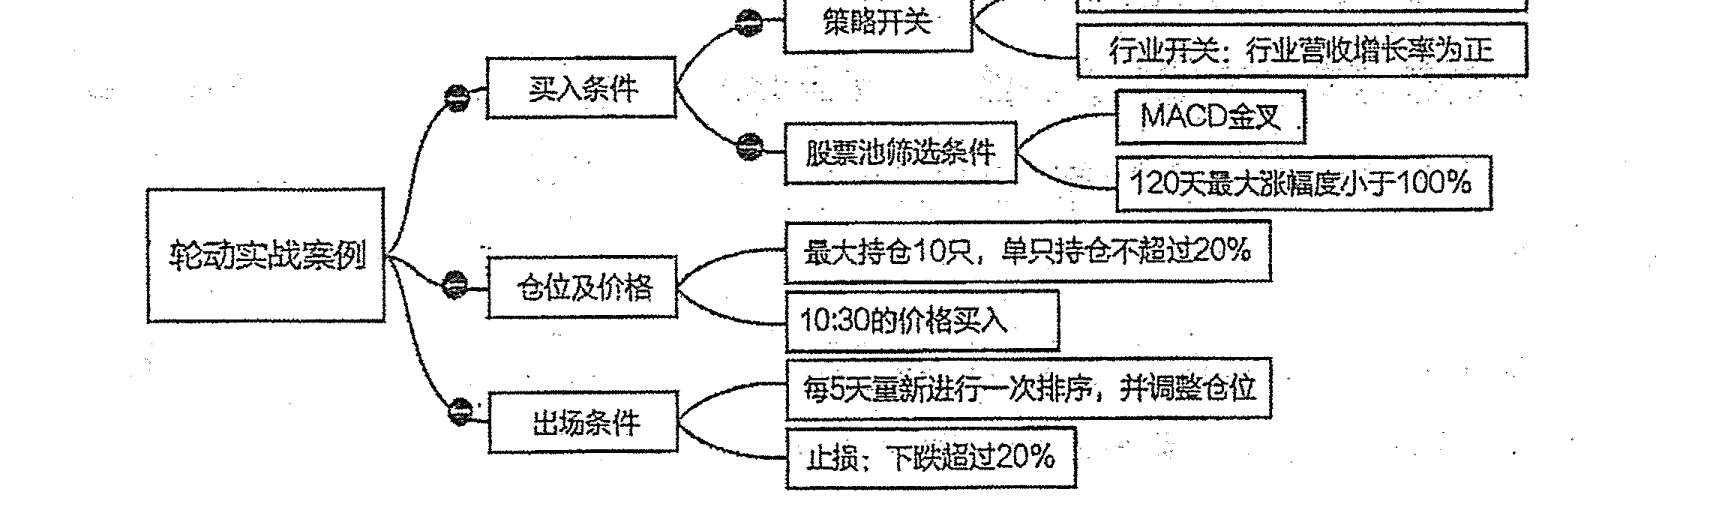 策略开关
行业开关：行业营收增长率为正
买入条件
MACD金叉
股票池筛选条件
120天最大涨幅度小于100%
轮动实战案例
最大持仓10只，单只持仓不超过20%
仓位及价格
10:30的价格买入
每5天重新进行一次排序，并调整仓位
出场条件
止损：下跌超过20%